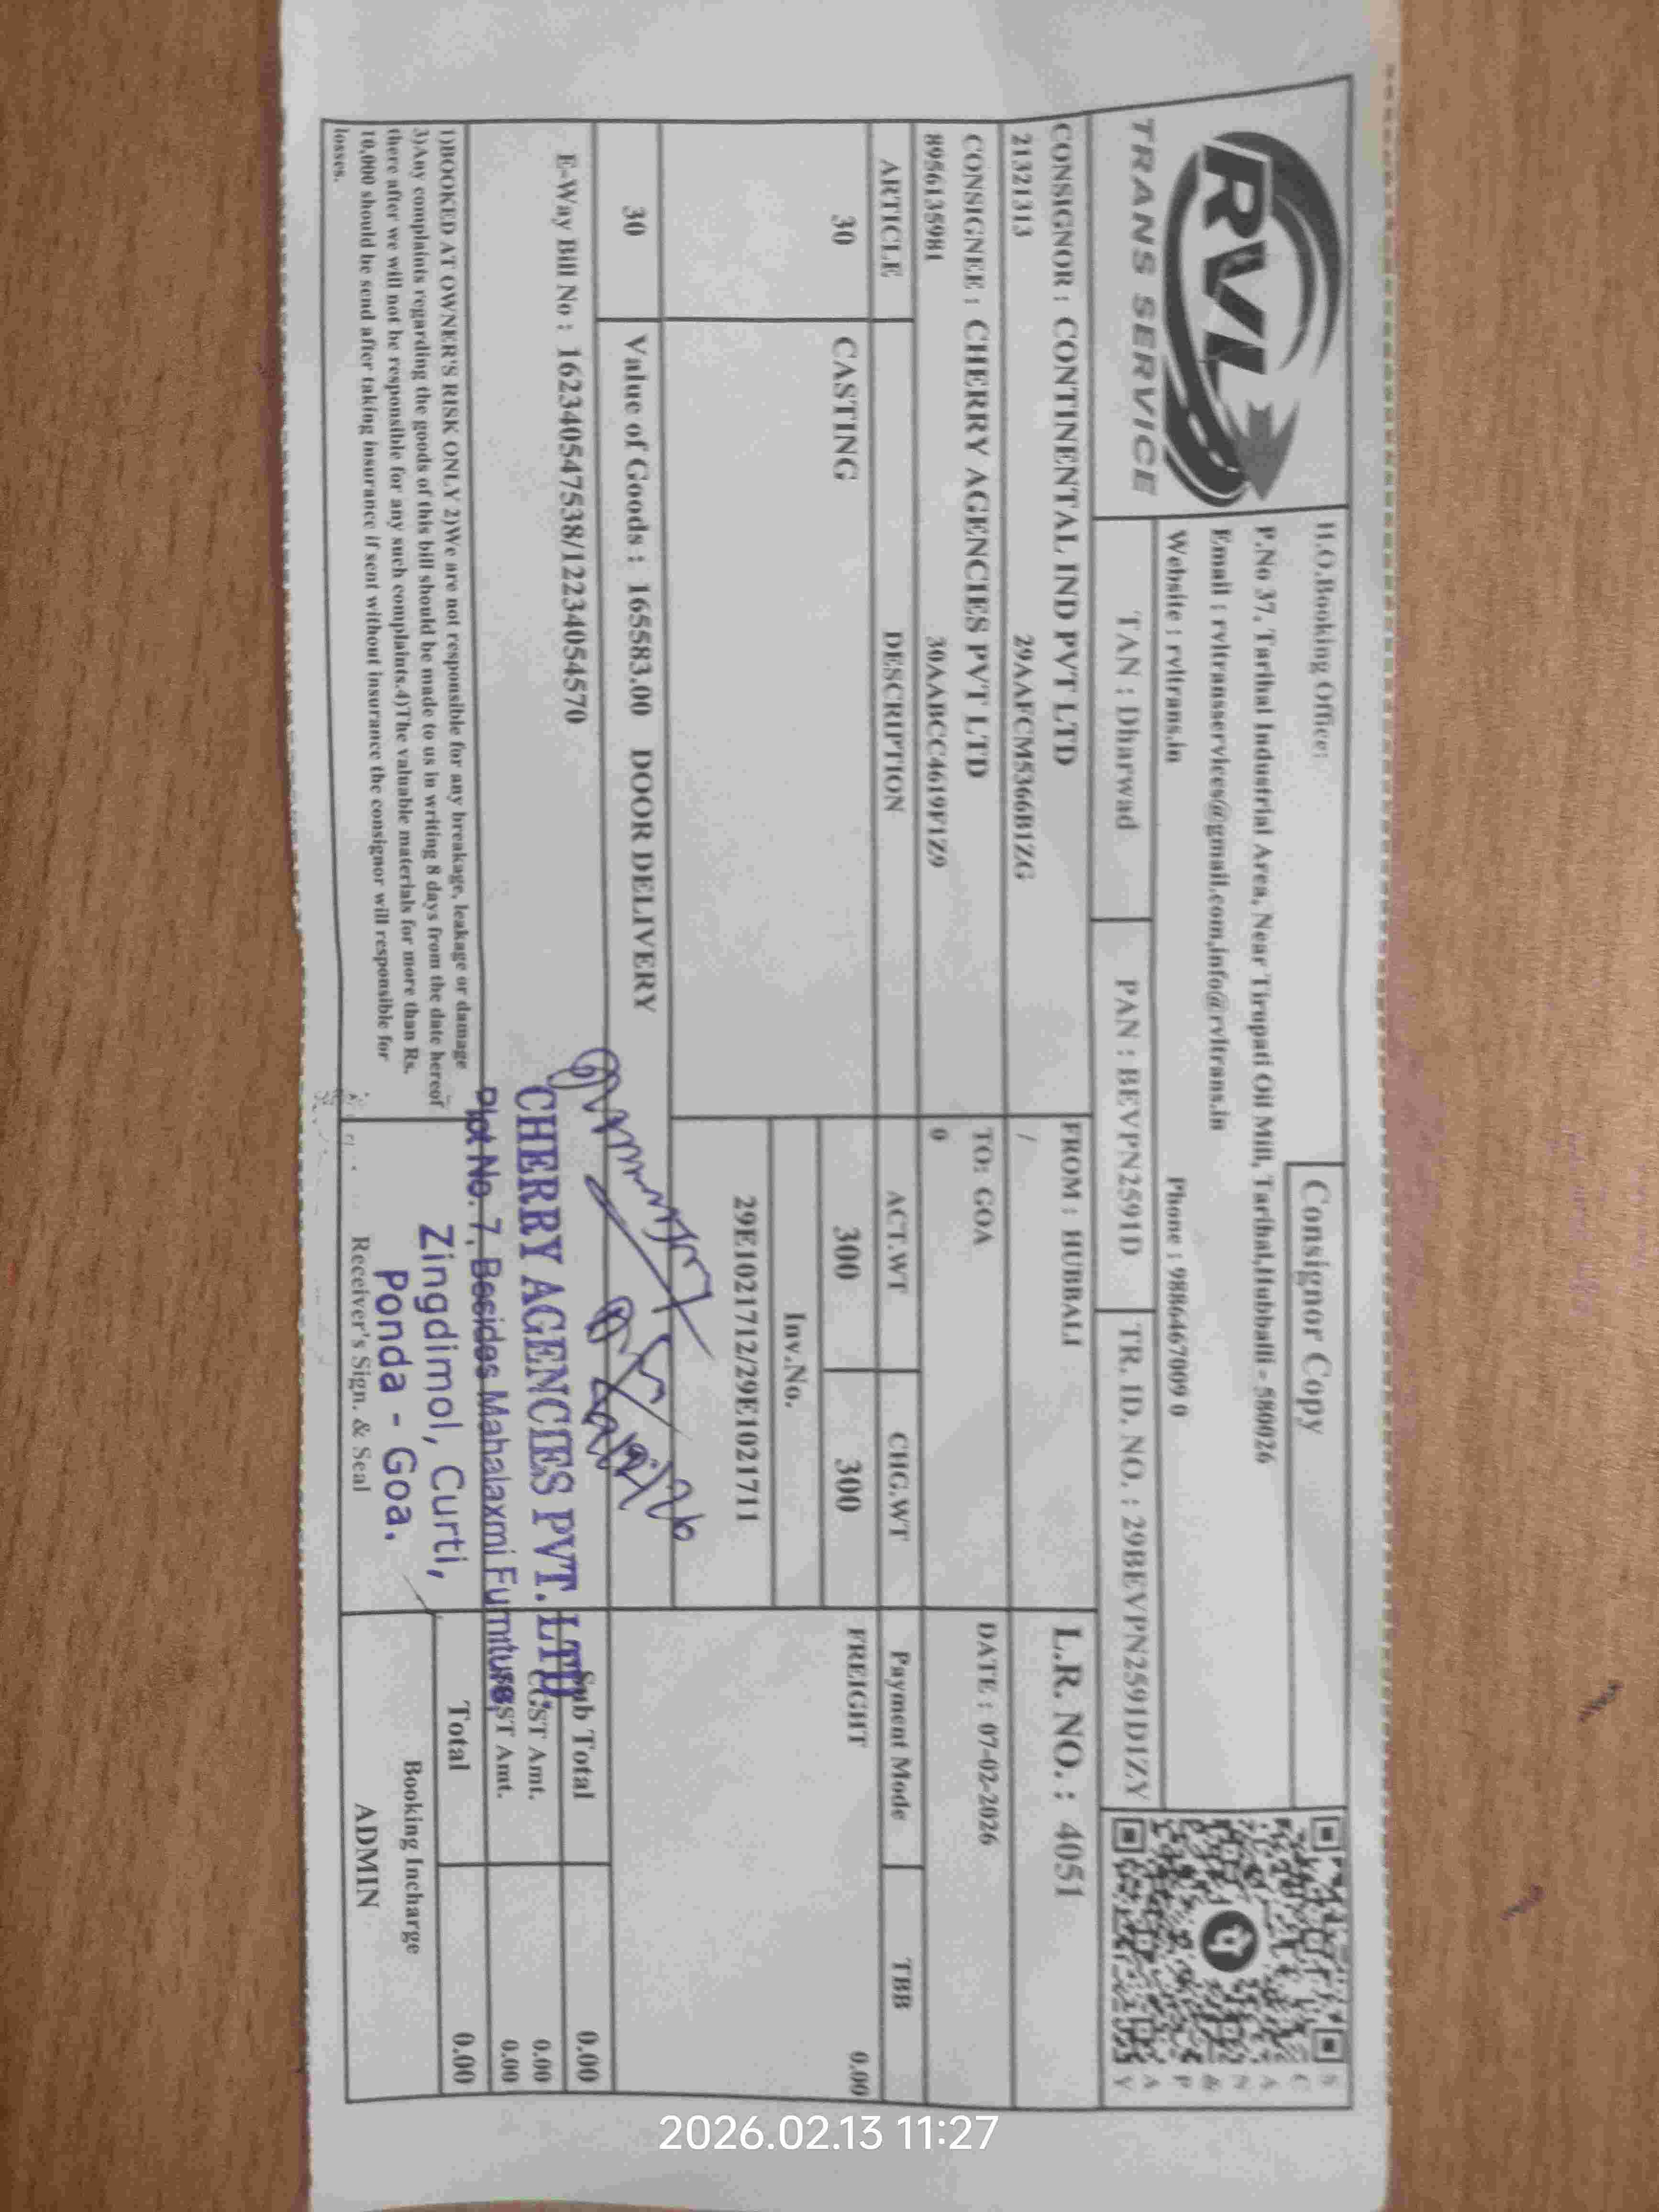 RVL
TRANS SERVICE
H.O.Booking Office:
Consignor Copy
P.No 37, Tarihal Industrial Area, Near Tirupati Oil Mill, Tarihal,Hubballi - 580026
Email : rvltransservices@gmail.com,info@rvltrans.in
Website : rvltrans.in Phone : 9886467009 0
SCAN & PAY
TAN : Dharwad PAN : BEVPN2591D TR. ID. NO. : 29BEVPN2591D1ZY
CONSIGNOR : CONTINENTAL IND PVT LTD FROM : HUBBALI L.R. NO. : 4051
21321313 29AAFCM5366B1ZG /
CONSIGNEE : CHERRY AGENCIES PVT LTD TO: GOA DATE : 07-02-2026
8956135981 30AABCC4619F1Z9 0
ARTICLE DESCRIPTION ACT.WT CHG.WT Payment Mode TBB
30 CASTING 300 300 FREIGHT 0.00
Inv.No.
29E1021712/29E1021711
30 Value of Goods : 165583.00 DOOR DELIVERY
E-Way Bill No : 162340547538/122340545​70
Sub Total 0.00
CGST Amt. 0.00
SGST Amt. 0.00
Total 0.00
CHERRY AGENCIES PVT. LTD.
Plot No. 7, Besides Mahalaxmi Furniture,
Zingdimol, Curti,
Ponda - Goa.
1)BOOKED AT OWNER'S RISK ONLY 2)We are not responsible for any breakage, leakage or damage
3)Any complaints regarding the goods of this bill should be made to us in writing 8 days from the date hereof
there after we will not be responsible for any such complaints.4)The valuable materials for more than Rs.
10,000 should be send after taking insurance if sent without insurance the consignor will responsible for
losses.
Receiver's Sign. & Seal
Booking Incharge
ADMIN
2026.02.13 11:27